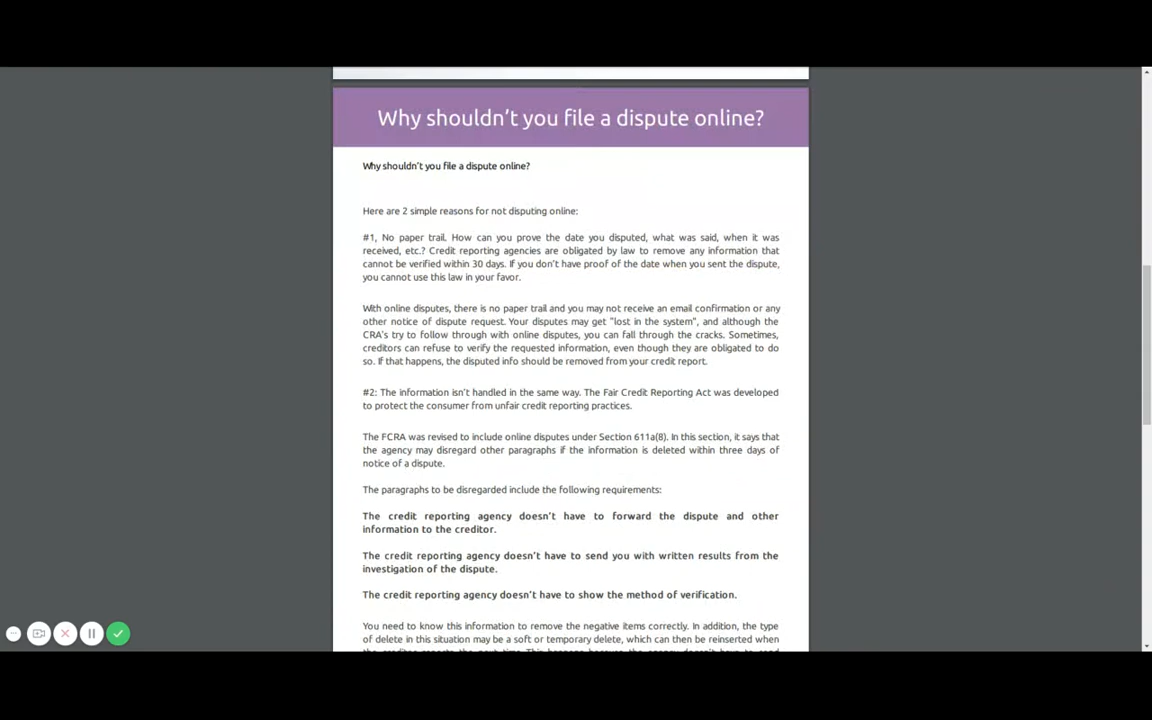 Why shouldn't you file a dispute online?
Why shouldn't you file a dispute online?
Here are 2 simple reasons for not disputing online:
#1, No paper trail. How can you prove the date you disputed, what was said, when it was
received, etc.? Credit reporting agencies are obligated by law to remove any information that
cannot be verified within 30 days. If you don't have proof of the date when you sent the dispute,
you cannot use this law in your favor.
With online disputes, there is no paper trail and you may not receive an email confirmation or any
other notice of dispute request. Your disputes may get "lost in the system", and although the
CRA's try to follow through with online disputes, you can fall through the cracks. Sometimes,
creditors can refuse to verify the requested information, even though they are obligated to do
so. If that happens, the disputed info should be removed from your credit report.
#2: The information isn't handled in the same way. The Fair Credit Reporting Act was developed
to protect the consumer from unfair credit reporting practices.
The FCRA was revised to include online disputes under Section 611a(8). In this section, it says that
the agency may disregard other paragraphs if the information is deleted within three days of
notice of a dispute.
The paragraphs to be disregarded include the following requirements:
The credit reporting agency doesn't have to forward the dispute and other
information to the creditor.
The credit reporting agency doesn't have to send you with written results from the
investigation of the dispute.
The credit reporting agency doesn't have to show the method of verification.
You need to know this information to remove the negative items correctly. In addition, the type
of delete in this situation may be a soft or temporary delete, which can then be reinserted when